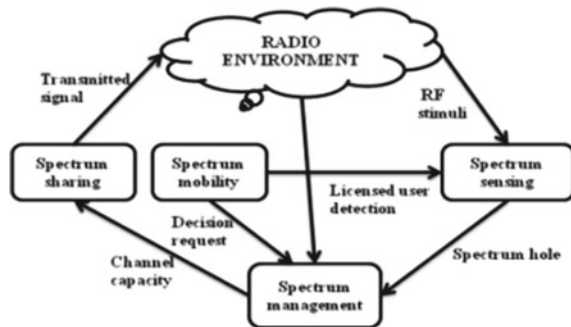 RADIO
ENVIRONMENT
Transmitted
signal
RF
stimuli
Spectrum
sharing
Spectrum
mobility
Spectrum
sensing
Licensed user
detection
Decision
request
Channel
capacity
Spectrum hole
Spectrum
management